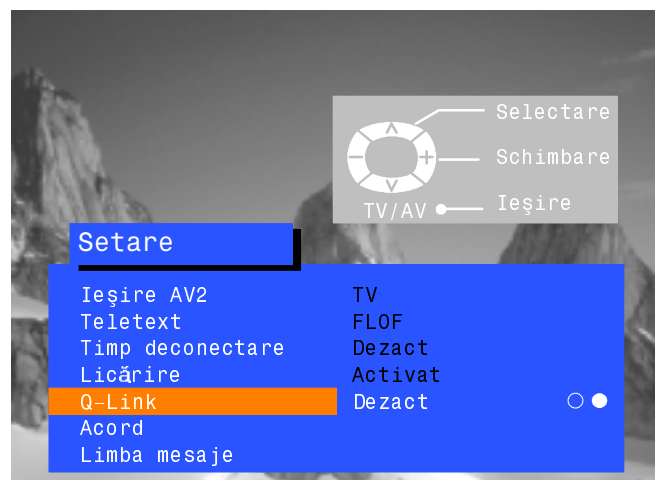 Selectare
Schimbare
TV/AV Ieşire
Setare
Ieşire AV2 TV
Teletext FLOF
Timp deconectare Dezact
Licărire Activat
Q-Link Dezact
Acord
Limba mesaje